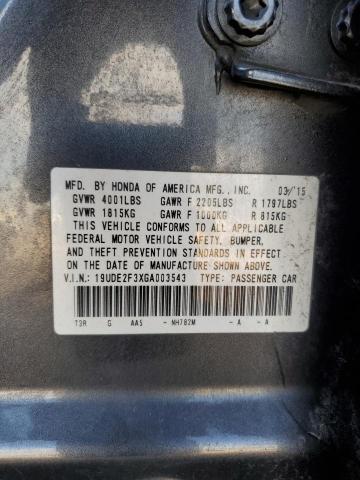 MFD. BY HONDA OF AMERICA MFG., INC. 03/15
GVWR 4001LBS GAWR F 2205LBS R 1797LBS
GVWR 1815KG GAWR F 1000KG R 815KG
THIS VEHICLE CONFORMS TO ALL APPLICABLE
FEDERAL MOTOR VEHICLE SAFETY, BUMPER,
AND THEFT PREVENTION STANDARDS IN EFFECT
ON THE DATE OF MANUFACTURE SHOWN ABOVE.
V.I.N.: 19UDE2F3XGA003543 TYPE: PASSENGER CAR
T3R G AA5 - NH782M - A - A